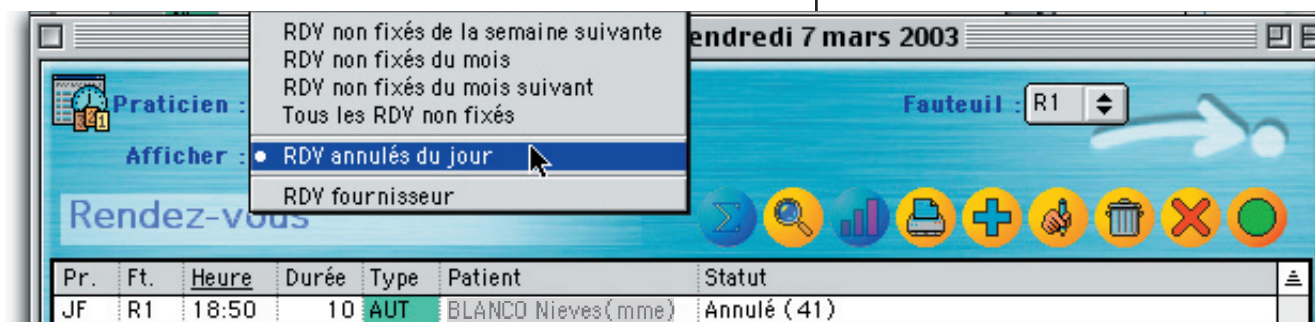 RDV non fixés de la semaine suivante
endredi 7 mars 2003
RDV non fixés du mois
RDV non fixés du mois suivant
Tous les RDV non fixés
Praticien :
Fauteuil : R1
Afficher :
RDV annulés du jour
RDV fournisseur
Rendez-vous
Pr. Ft. Heure Durée Type Patient Statut
JF R1 18:50 10 AUT BLANCO Nieves(mme) Annulé (41)